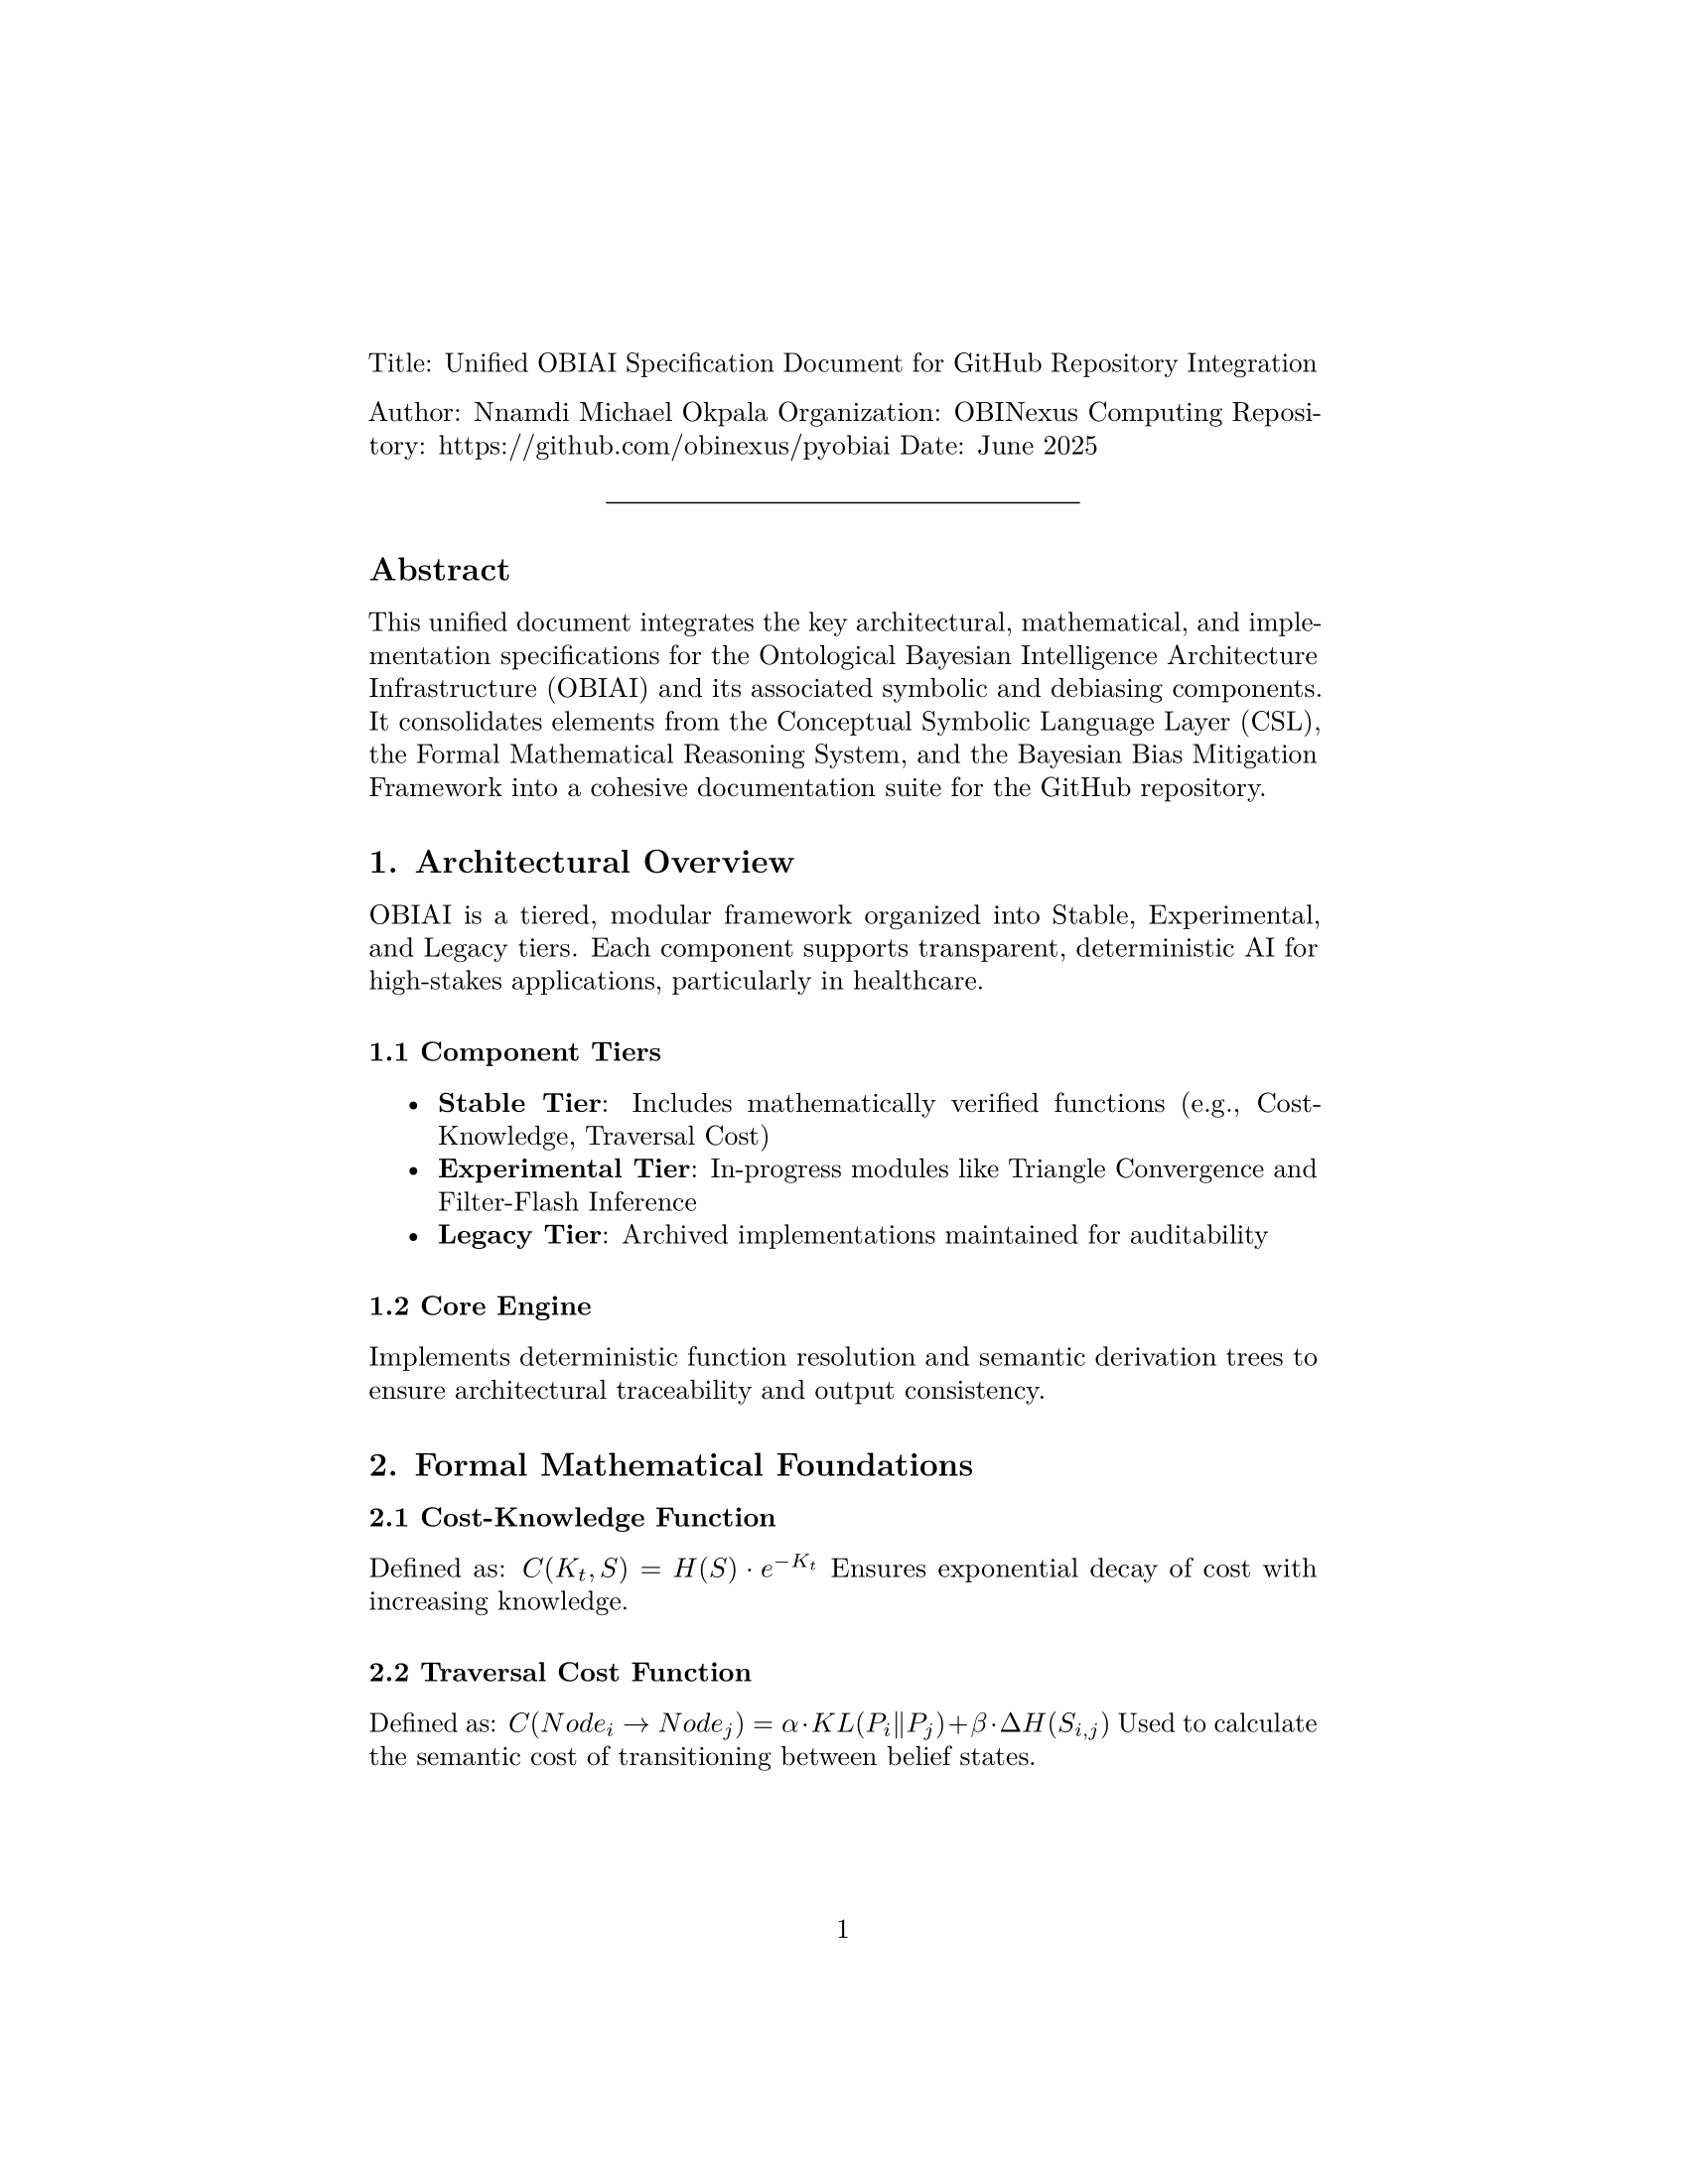 Title: Unified OBIAI Specification Document for GitHub Repository Integration
Author: Nnamdi Michael Okpala Organization: OBINexus Computing Reposi-
tory: https://github.com/obinexus/pyobiai Date: June 2025
Abstract
This unified document integrates the key architectural, mathematical, and imple-
mentation specifications for the Ontological Bayesian Intelligence Architecture
Infrastructure (OBIAI) and its associated symbolic and debiasing components.
It consolidates elements from the Conceptual Symbolic Language Layer (CSL),
the Formal Mathematical Reasoning System, and the Bayesian Bias Mitigation
Framework into a cohesive documentation suite for the GitHub repository.
1. Architectural Overview
OBIAI is a tiered, modular framework organized into Stable, Experimental,
and Legacy tiers. Each component supports transparent, deterministic AI for
high-stakes applications, particularly in healthcare.
1.1 Component Tiers
• Stable Tier: Includes mathematically verified functions (e.g., Cost-
Knowledge, Traversal Cost)
• Experimental Tier: In-progress modules like Triangle Convergence and
Filter-Flash Inference
• Legacy Tier: Archived implementations maintained for auditability
1.2 Core Engine
Implements deterministic function resolution and semantic derivation trees to
ensure architectural traceability and output consistency.
2. Formal Mathematical Foundations
2.1 Cost-Knowledge Function
Defined as: $C(K_t, S) = H(S) \cdot e^{-K_t}$ Ensures exponential decay of cost with
increasing knowledge.
2.2 Traversal Cost Function
Defined as: $C(Node_i \to Node_j) = \alpha \cdot KL(P_i \| P_j) + \beta \cdot \Delta H(S_{i,j})$ Used to calculate
the semantic cost of transitioning between belief states.
1